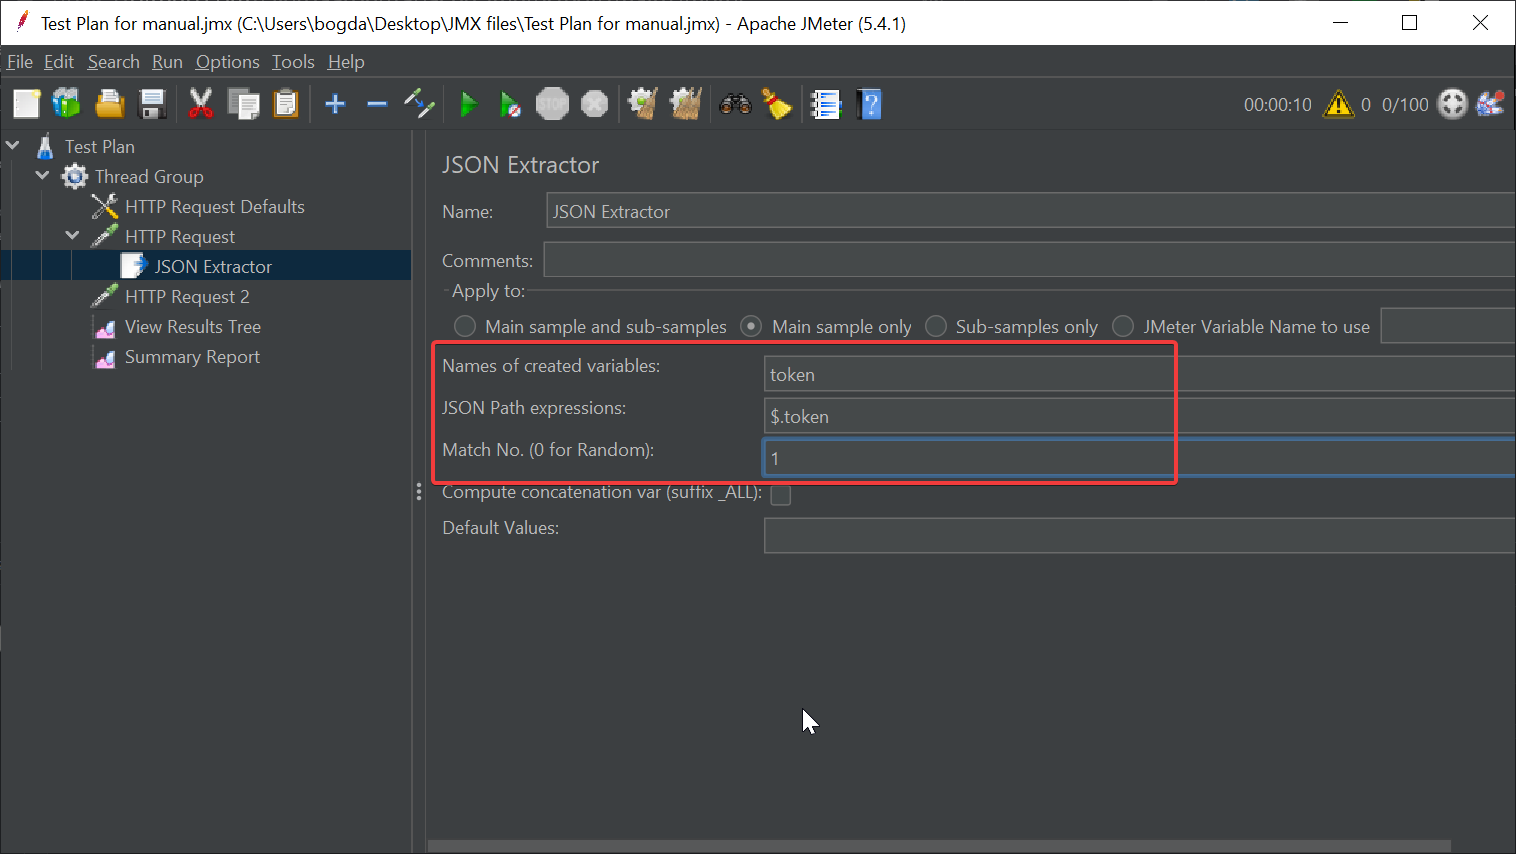 Test Plan for manual.jmx (C:\Users\bogda\Desktop\JMX files\Test Plan for manual.jmx) - Apache JMeter (5.4.1)
File Edit Search Run Options Tools Help
STOP
?
00:00:10 0 0/100
Test Plan
Thread Group
HTTP Request Defaults
HTTP Request
JSON Extractor
HTTP Request 2
View Results Tree
Summary Report
JSON Extractor
Name: JSON Extractor
Comments:
Apply to:
Main sample and sub-samples Main sample only Sub-samples only JMeter Variable Name to use
Names of created variables: token
JSON Path expressions: $.token
Match No. (0 for Random): 1
Compute concatenation var (suffix _ALL):
Default Values: